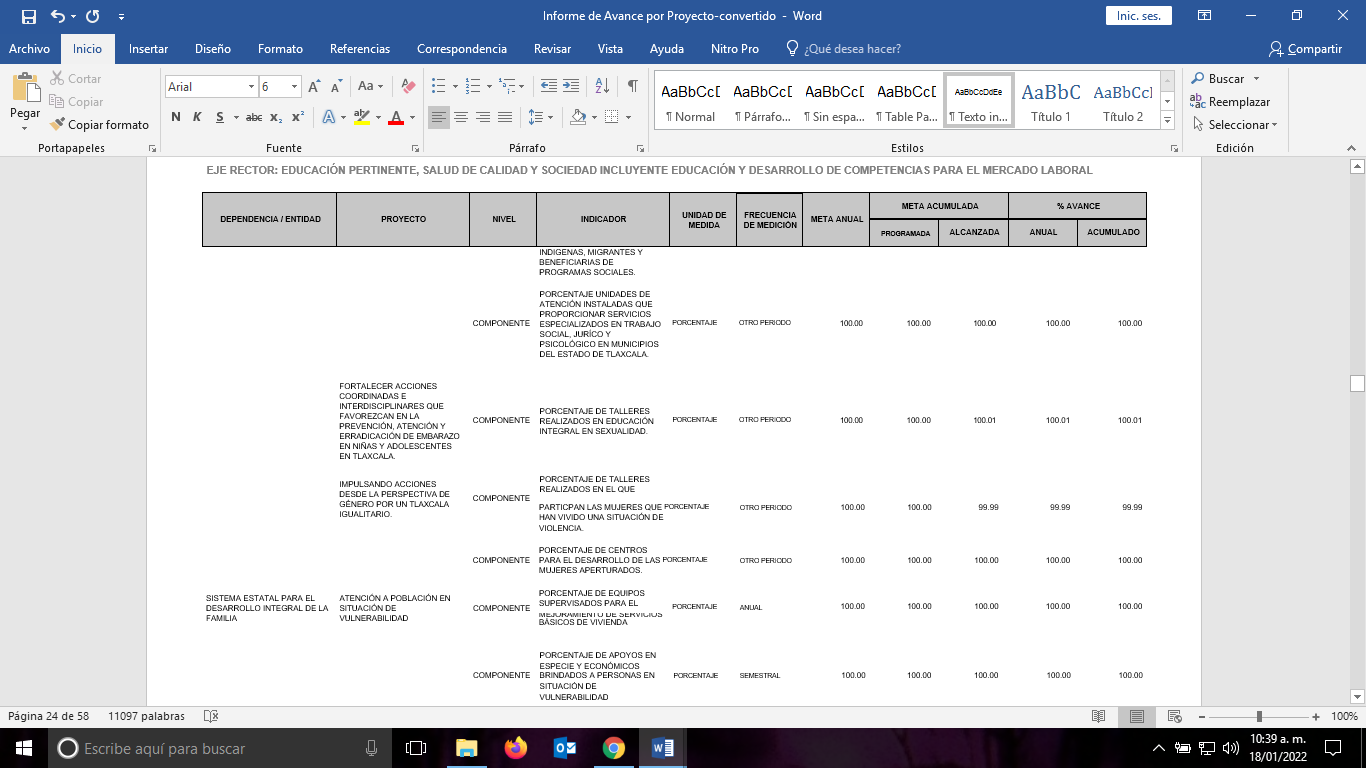 Informe de Avance por Proyecto-convertido - Word
Inic. ses.
Archivo Inicio Insertar Diseño Formato Referencias Correspondencia Revisar Vista Ayuda Nitro Pro ¿Qué desea hacer? Compartir
Pegar
Cortar
Copiar
Copiar formato
Portapapeles
Arial 6
N K S abc x₂ x²
Fuente
Párrafo
AaBbCcD AaBbCcD AaBbCcD AaBbCcD AaBbCcDdEe AaBbC AaBbCcI
¶ Normal ¶ Párrafo... ¶ Sin espa... ¶ Table Pa... ¶ Texto in... Título 1 Título 2
Estilos
Buscar
Reemplazar
Seleccionar
Edición
EJE RECTOR: EDUCACIÓN PERTINENTE, SALUD DE CALIDAD Y SOCIEDAD INCLUYENTE EDUCACIÓN Y DESARROLLO DE COMPETENCIAS PARA EL MERCADO LABORAL
DEPENDENCIA / ENTIDAD
PROYECTO
NIVEL
INDICADOR
UNIDAD DE
MEDIDA
FRECUENCIA
DE MEDICIÓN
META ANUAL
META ACUMULADA
PROGRAMADA
ALCANZADA
% AVANCE
ANUAL
ACUMULADO
INDIGENAS, MIGRANTES Y
BENEFICIARIAS DE
PROGRAMAS SOCIALES.
COMPONENTE
PORCENTAJE UNIDADES DE
ATENCIÓN INSTALADAS QUE
PROPORCIONAR SERVICIOS
ESPECIALIZADOS EN TRABAJO
SOCIAL, JURÍCO Y
PSICOLÓGICO EN MUNICIPIOS
DEL ESTADO DE TLAXCALA.
PORCENTAJE
OTRO PERIODO
100.00 100.00 100.00 100.00 100.00
FORTALECER ACCIONES
COORDINADAS E
INTERDISCIPLINARES QUE
FAVOREZCAN EN LA
PREVENCIÓN, ATENCIÓN Y
ERRADICACIÓN DE EMBARAZO
EN NIÑAS Y ADOLESCENTES
EN TLAXCALA.
COMPONENTE
PORCENTAJE DE TALLERES
REALIZADOS EN EDUCACIÓN
INTEGRAL EN SEXUALIDAD.
PORCENTAJE
OTRO PERIODO
100.00 100.00 100.01 100.01 100.01
IMPULSANDO ACCIONES
DESDE LA PERSPECTIVA DE
GÉNERO POR UN TLAXCALA
IGUALITARIO.
COMPONENTE
PORCENTAJE DE TALLERES
REALIZADOS EN EL QUE
PARTICPAN LAS MUJERES QUE
HAN VIVIDO UNA SITUACIÓN DE
VIOLENCIA.
PORCENTAJE
OTRO PERIODO
100.00 100.00 99.99 99.99 99.99
COMPONENTE
PORCENTAJE DE CENTROS
PARA EL DESARROLLO DE LAS
MUJERES APERTURADOS.
PORCENTAJE
OTRO PERIODO
100.00 100.00 100.00 100.00 100.00
SISTEMA ESTATAL PARA EL
DESARROLLO INTEGRAL DE LA
FAMILIA
ATENCIÓN A POBLACIÓN EN
SITUACIÓN DE
VULNERABILIDAD
COMPONENTE
PORCENTAJE DE EQUIPOS
SUPERVISADOS PARA EL
MEJORAMIENTO DE SERVICIOS
BÁSICOS DE VIVIENDA
PORCENTAJE
ANUAL
100.00 100.00 100.00 100.00 100.00
COMPONENTE
PORCENTAJE DE APOYOS EN
ESPECIE Y ECONÓMICOS
BRINDADOS A PERSONAS EN
SITUACIÓN DE
VULNERABILIDAD
PORCENTAJE
SEMESTRAL
100.00 100.00 100.00 100.00 100.00
Página 24 de 58 11097 palabras
100%
Escribe aquí para buscar
10:39 a. m.
18/01/2022